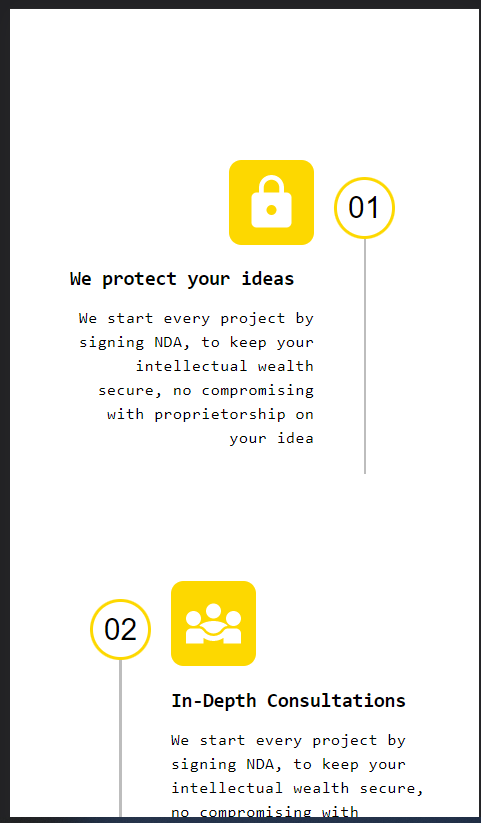 01
We protect your ideas
We start every project by
signing NDA, to keep your
intellectual wealth
secure, no compromising
with proprietorship on
your idea
02
In-Depth Consultations
We start every project by
signing NDA, to keep your
intellectual wealth secure,
no compromising with